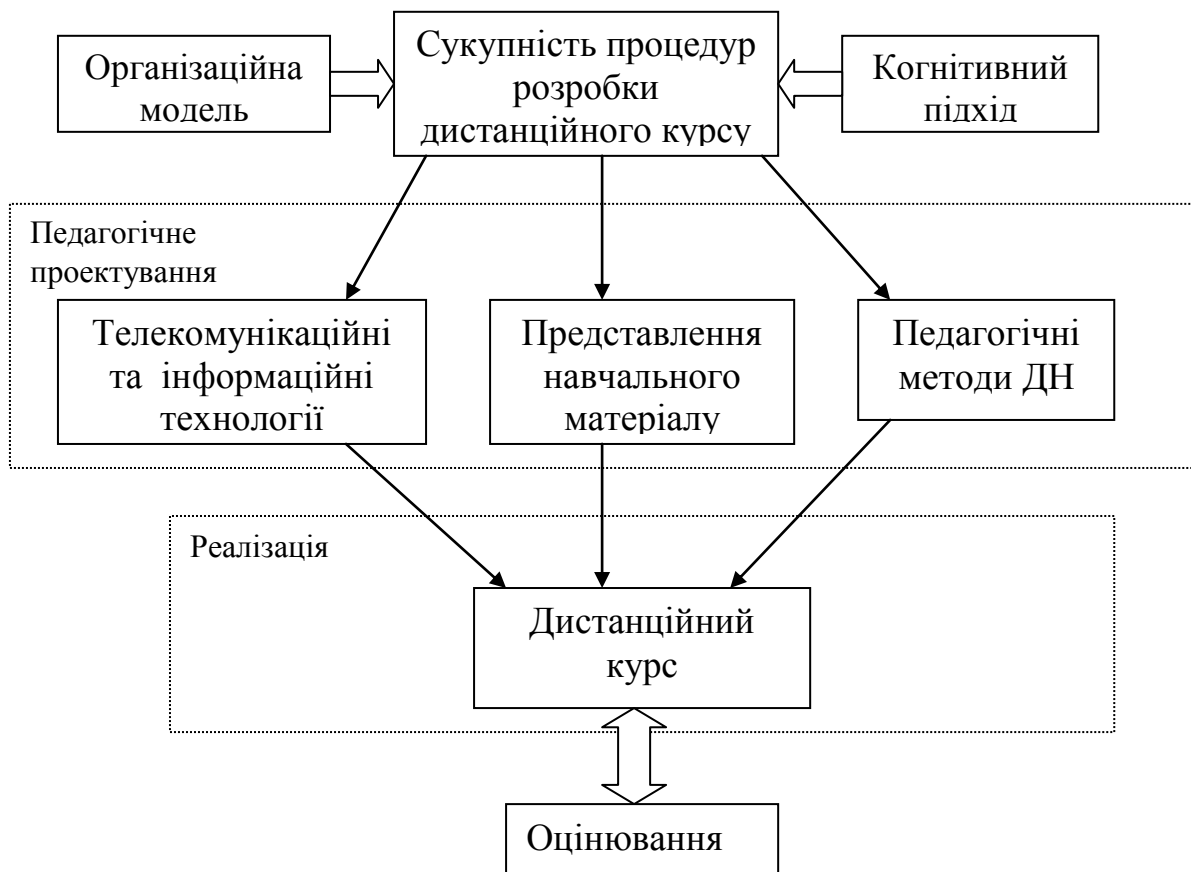 Організаційна
модель
Сукупність процедур
розробки
дистанційного курсу
Когнітивний
підхід
Педагогічне
проектування
Телекомунікаційні
та інформаційні
технології
Представлення
навчального
матеріалу
Педагогічні
методи ДН
Реалізація
Дистанційний
курс
Оцінювання